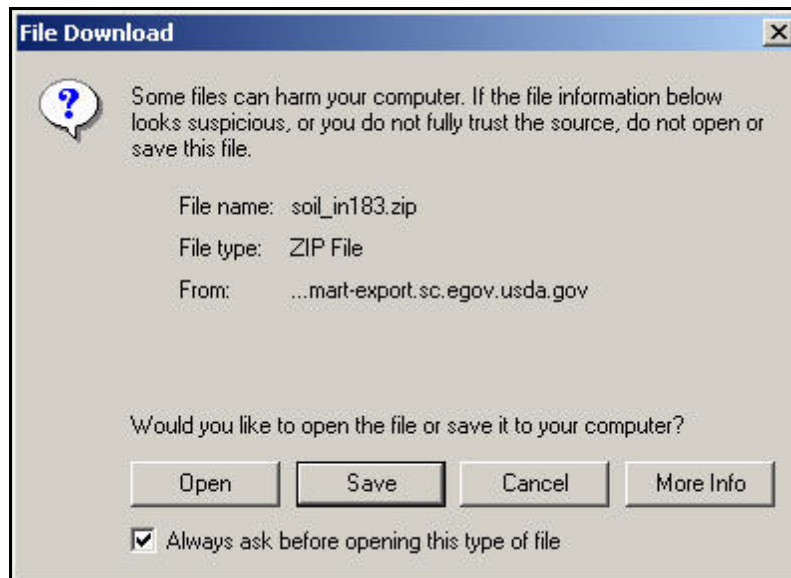 File Download
Some files can harm your computer. If the file information below
looks suspicious, or you do not fully trust the source, do not open or
save this file.
File name: soil_in183.zip
File type: ZIP File
From: ...mart-export.sc.egov.usda.gov
Would you like to open the file or save it to your computer?
Open Save Cancel More Info
Always ask before opening this type of file